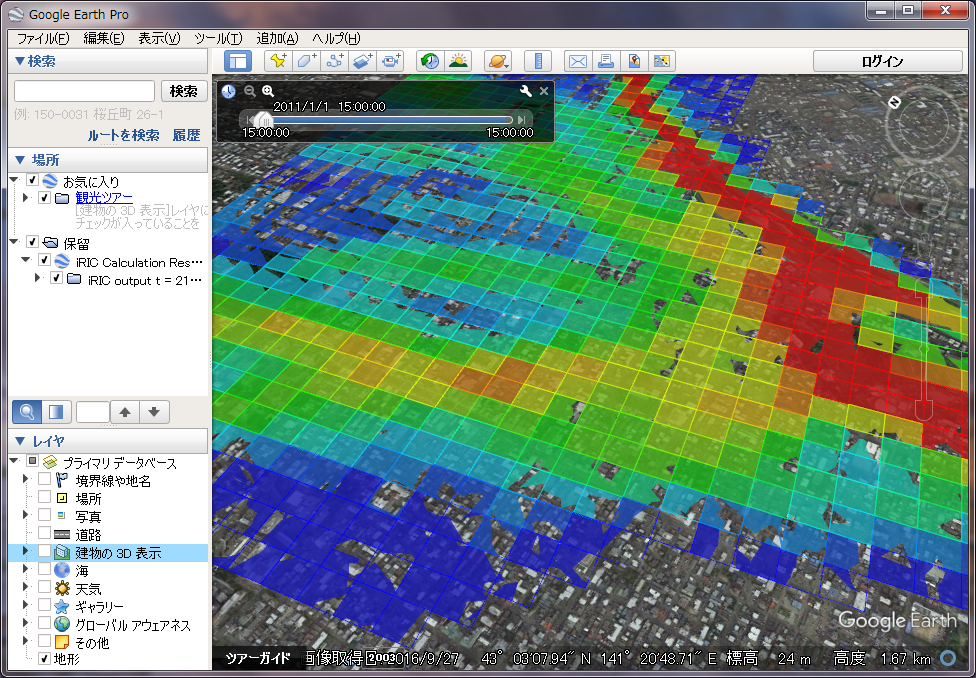 Google Earth Pro
ファイル(F) 編集(E) 表示(V) ツール(T) 追加(A) ヘルプ(H)
ログイン
検索
検索
例: 150-0031 桜丘町 26-1
ルートを検索 履歴
場所
お気に入り
観光ツアー
[建物の 3D 表示]レイヤに
チェックが入っていることを
保留
iRIC Calculation Res…
iRIC output t = 21…
レイヤ
プライマリ データベース
境界線や地名
場所
写真
道路
建物の 3D 表示
海
天気
ギャラリー
グローバル アウェアネス
その他
地形
2011/1/1 15:00:00
15:00:00 15:00:00
N
Google Earth
ツアーガイド 画像取得日 2016/9/27 43° 03'07.94" N 141° 20'48.71" E 標高 24 m 高度 1.67 km
2003